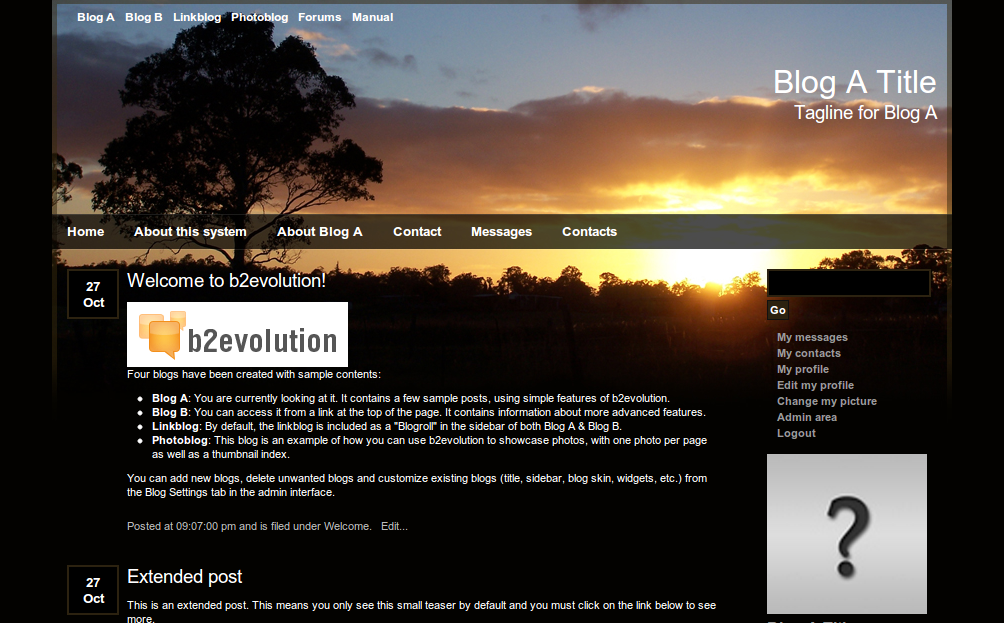 Blog A Blog B Linkblog Photoblog Forums Manual
Blog A Title
Tagline for Blog A
Home About this system About Blog A Contact Messages Contacts
27
Oct
Welcome to b2evolution!
b2evolution
Four blogs have been created with sample contents:
• Blog A: You are currently looking at it. It contains a few sample posts, using simple features of b2evolution.
• Blog B: You can access it from a link at the top of the page. It contains information about more advanced features.
• Linkblog: By default, the linkblog is included as a "Blogroll" in the sidebar of both Blog A & Blog B.
• Photoblog: This blog is an example of how you can use b2evolution to showcase photos, with one photo per page
as well as a thumbnail index.
You can add new blogs, delete unwanted blogs and customize existing blogs (title, sidebar, blog skin, widgets, etc.) from
the Blog Settings tab in the admin interface.
Posted at 09:07:00 pm and is filed under Welcome. Edit...
27
Oct
Extended post
This is an extended post. This means you only see this small teaser by default and you must click on the link below to see
more.
Go
My messages
My contacts
My profile
Edit my profile
Change my picture
Admin area
Logout
?